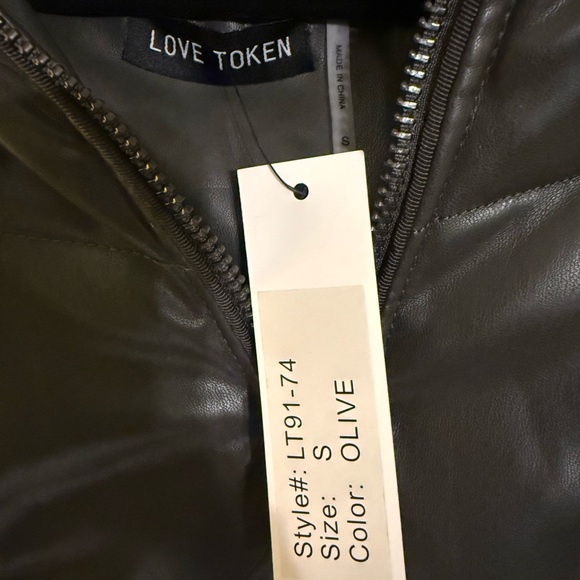 LOVE TOKEN
MADE IN CHINA
S
Style#: LT91-74
Size: S
Color: OLIVE